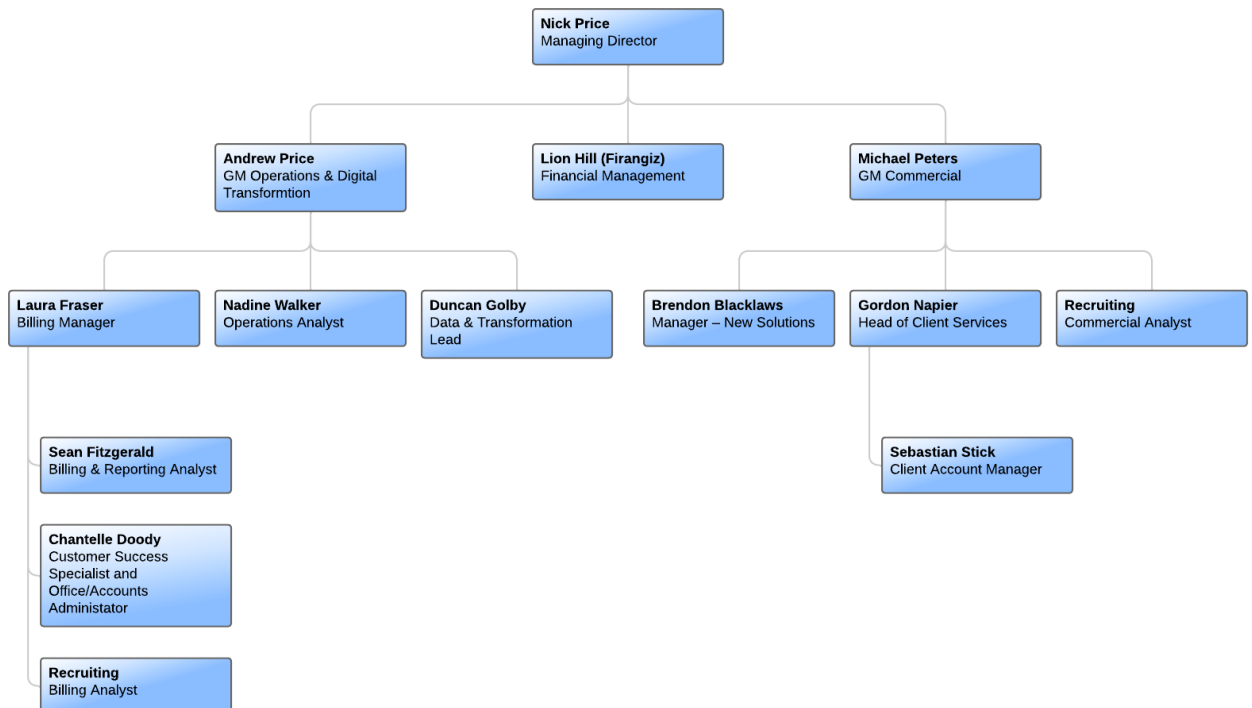 Nick Price
Managing Director
Andrew Price
GM Operations & Digital
Transformtion
Lion Hill (Firangiz)
Financial Management
Michael Peters
GM Commercial
Laura Fraser
Billing Manager
Nadine Walker
Operations Analyst
Duncan Golby
Data & Transformation
Lead
Brendon Blacklaws
Manager – New Solutions
Gordon Napier
Head of Client Services
Recruiting
Commercial Analyst
Sean Fitzgerald
Billing & Reporting Analyst
Sebastian Stick
Client Account Manager
Chantelle Doody
Customer Success
Specialist and
Office/Accounts
Administator
Recruiting
Billing Analyst